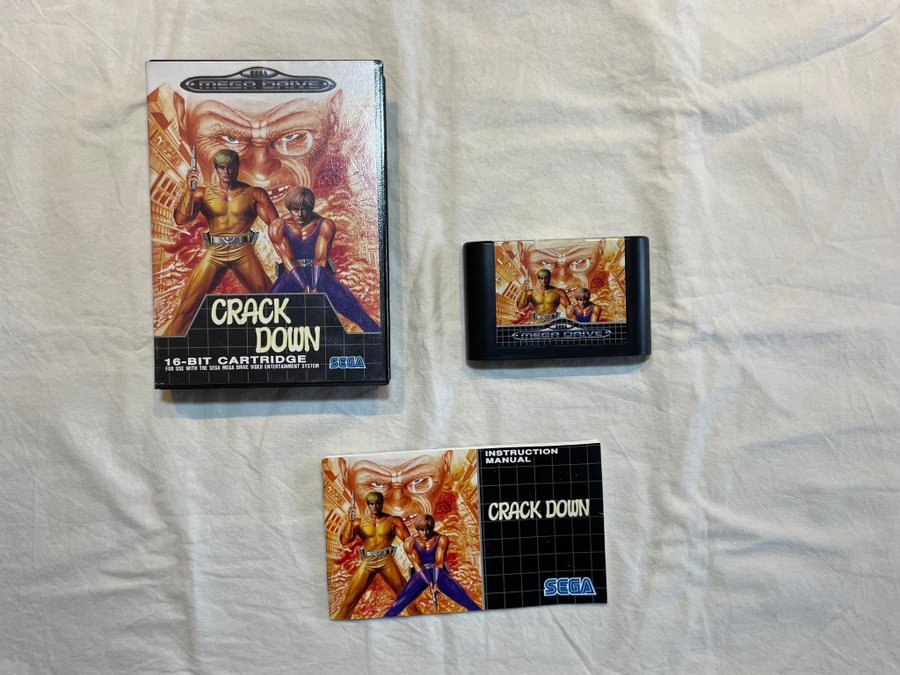 SEGA
MEGA DRIVE
CRACK
DOWN
16-BIT CARTRIDGE
FOR USE WITH THE SEGA MEGA DRIVE VIDEO ENTERTAINMENT SYSTEM
SEGA
MEGA DRIVE
INSTRUCTION
MANUAL
CRACK DOWN
SEGA